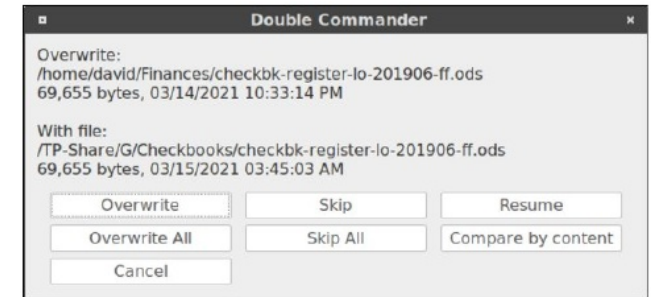 Double Commander
Overwrite:
/home/david/Finances/checkbk-register-lo-201906-ff.ods
69,655 bytes, 03/14/2021 10:33:14 PM
With file:
/TP-Share/G/Checkbooks/checkbk-register-lo-201906-ff.ods
69,655 bytes, 03/15/2021 03:45:03 AM
Overwrite Skip Resume
Overwrite All Skip All Compare by content
Cancel